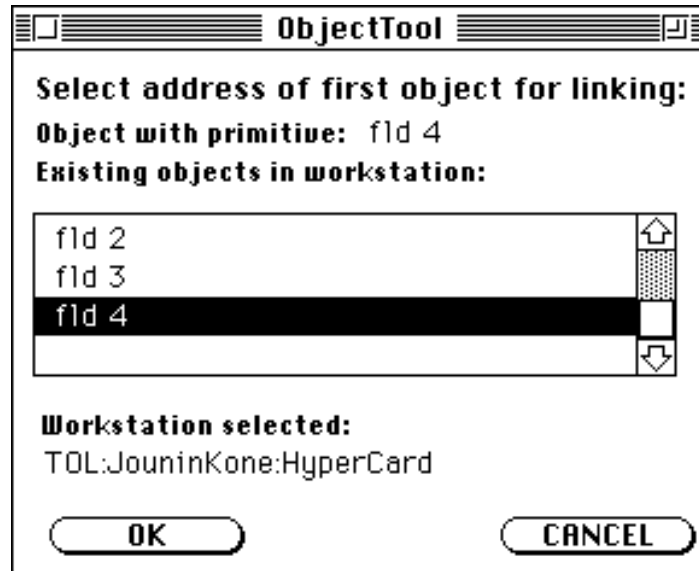 ObjectTool
Select address of first object for linking:
Object with primitive: fld 4
Existing objects in workstation:
fld 2
fld 3
fld 4
Workstation selected:
TOL:JouninKone:HyperCard
OK CANCEL